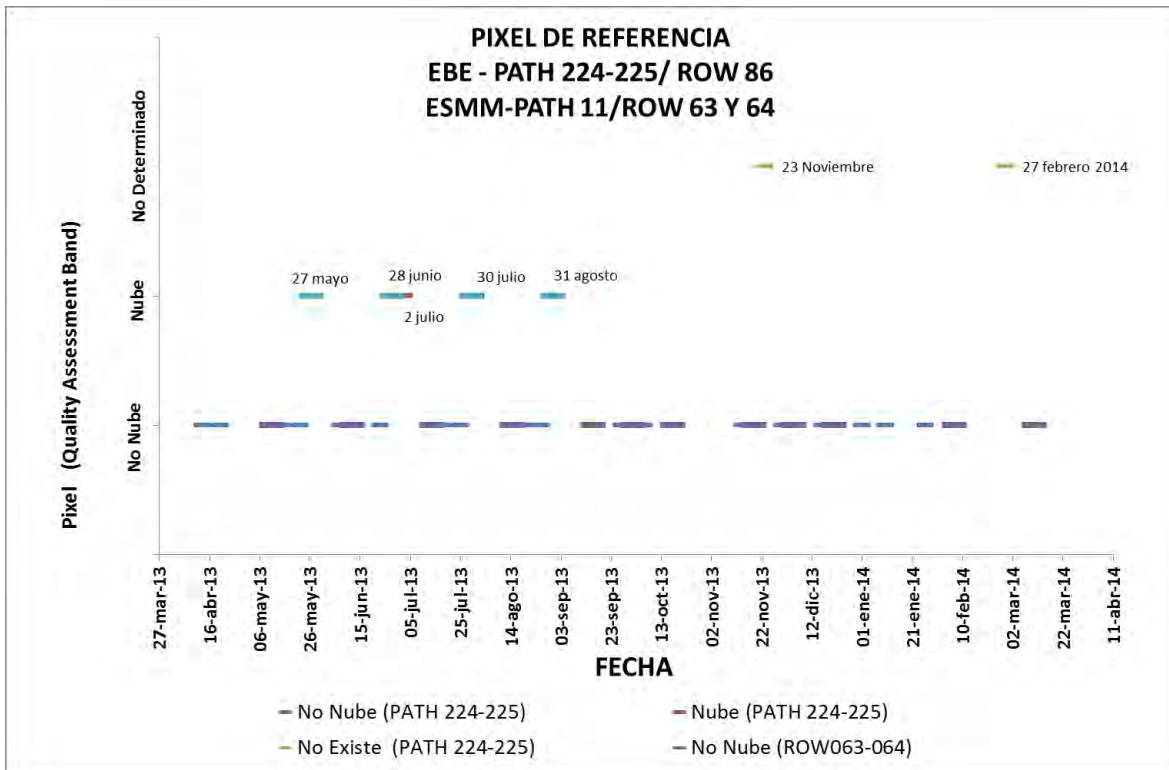 PIXEL DE REFERENCIA
EBE - PATH 224-225/ ROW 86
ESMM-PATH 11/ROW 63 Y 64
Pixel (Quality Assessment Band)
No Determinado
Nube
No Nube
23 Noviembre
27 febrero 2014
27 mayo
28 junio
2 julio
30 julio
31 agosto
27-mar-13
16-abr-13
06-may-13
26-may-13
15-jun-13
05-jul-13
25-jul-13
14-ago-13
03-sep-13
23-sep-13
13-oct-13
02-nov-13
22-nov-13
12-dic-13
01-ene-14
21-ene-14
10-feb-14
02-mar-14
22-mar-14
11-abr-14
FECHA
No Nube (PATH 224-225)
Nube (PATH 224-225)
No Existe (PATH 224-225)
No Nube (ROW063-064)